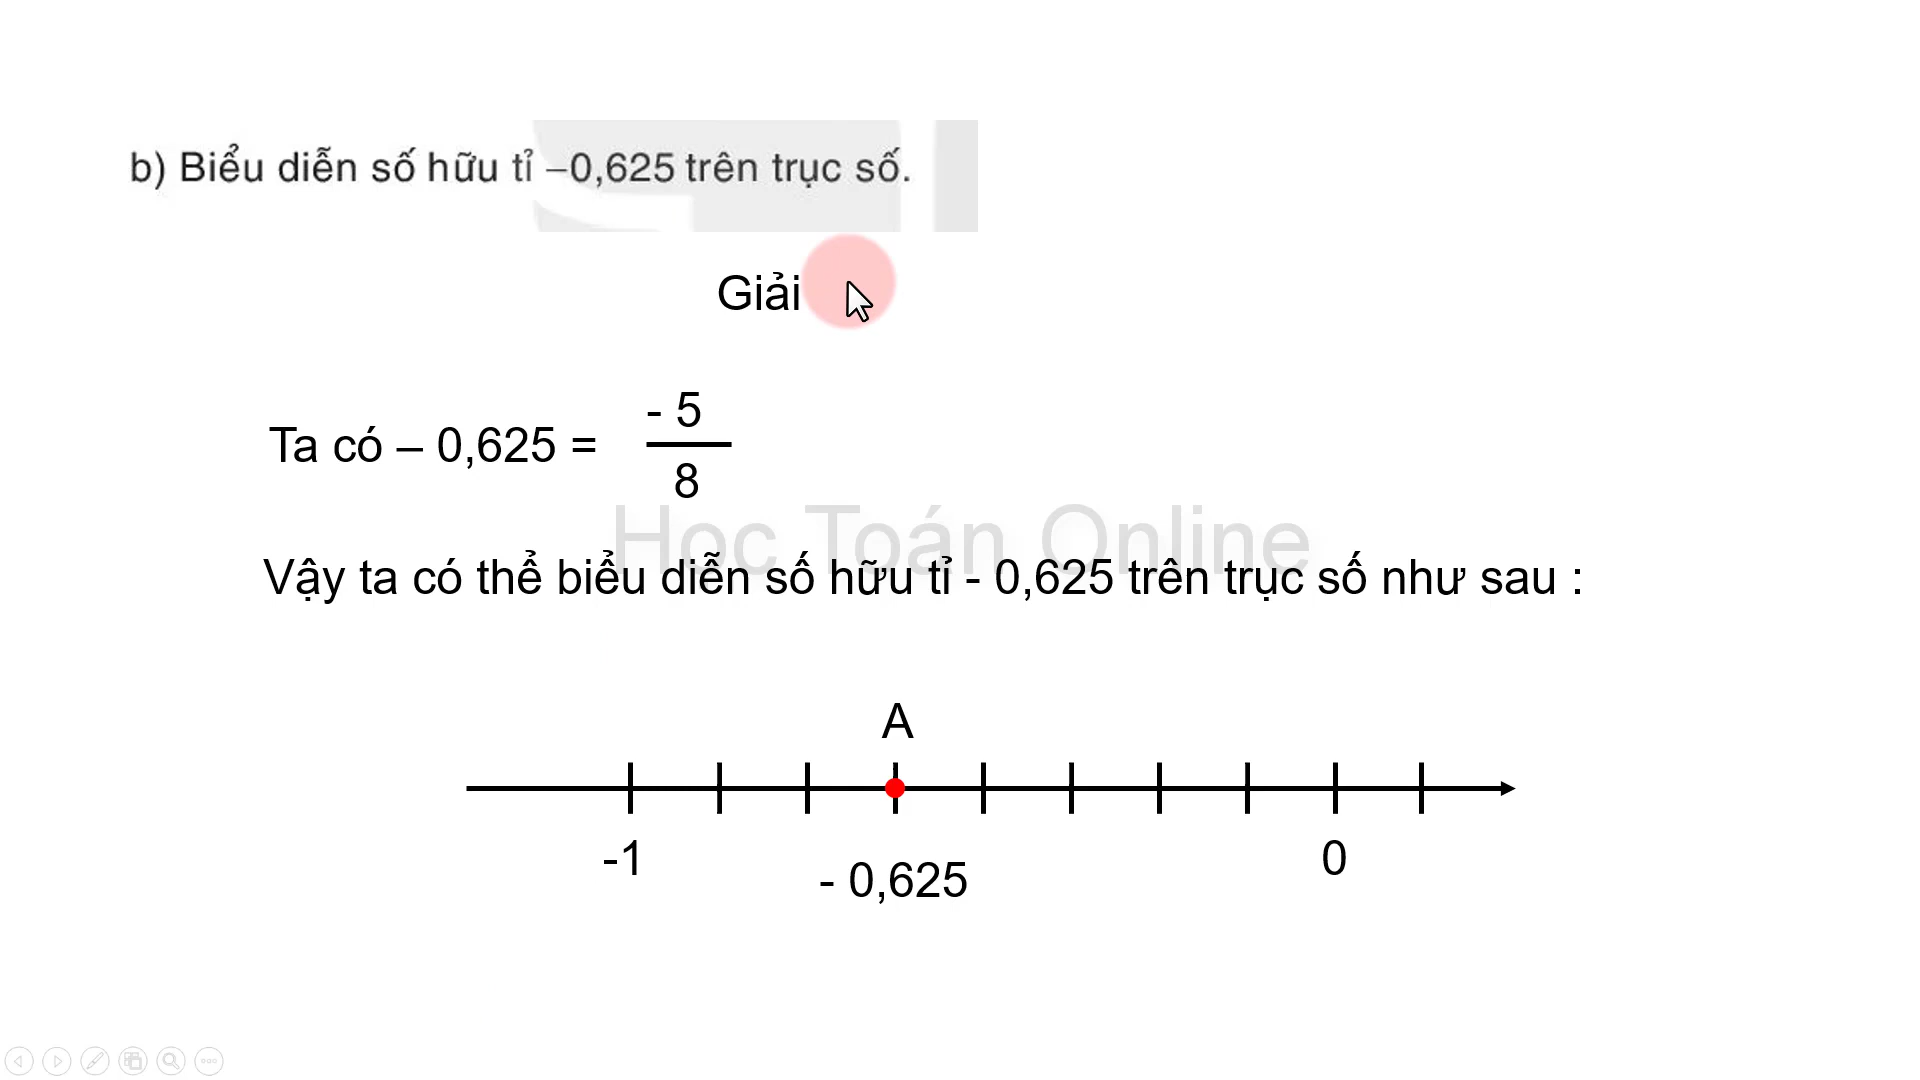 b) Biểu diễn số hữu tỉ –0,625 trên trục số.
Giải
Ta có – 0,625 =
- 5
8
Học Toán Online
Vậy ta có thể biểu diễn số hữu tỉ - 0,625 trên trục số như sau :
A
-1
- 0,625
0